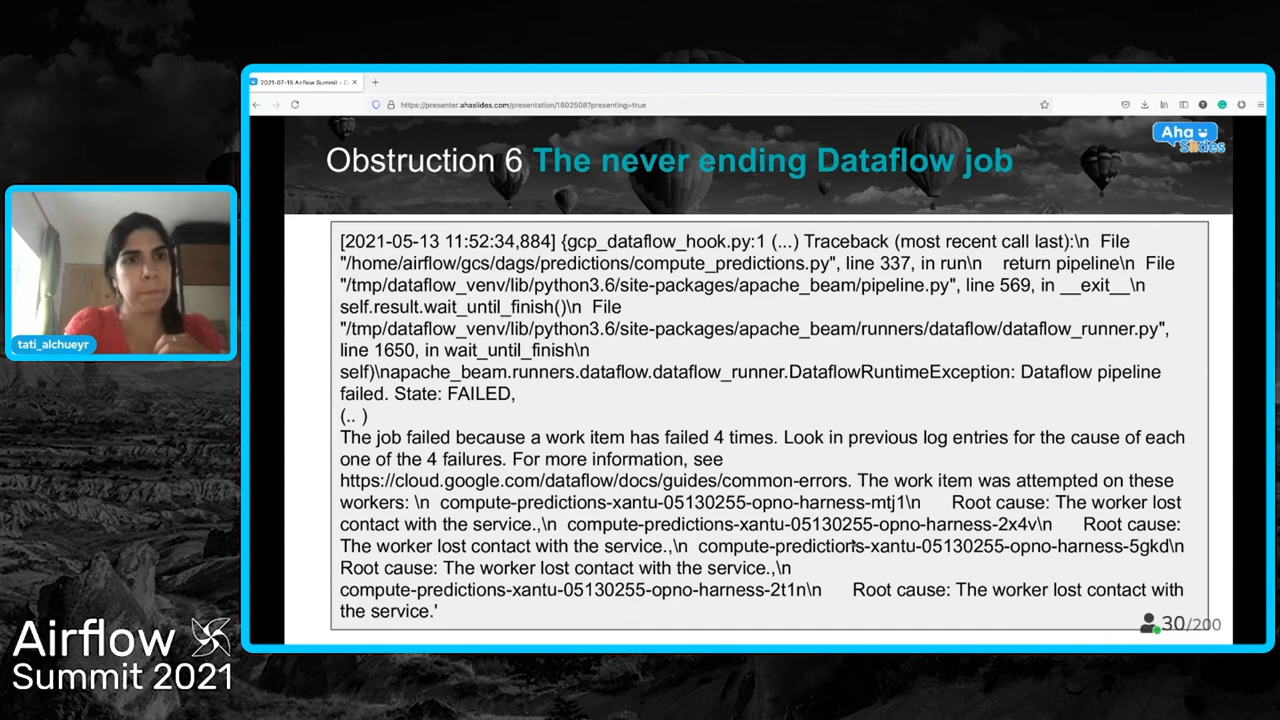 2021-07-15 Airflow Summit - C
https://presenter.ahaslides.com/presentation/1802508?presenting=true
Aha
Slides
Obstruction 6 The never ending Dataflow job
[2021-05-13 11:52:34,884] {gcp_dataflow_hook.py:1 (...) Traceback (most recent call last):\n File
"/home/airflow/gcs/dags/predictions/compute_predictions.py", line 337, in run\n return pipeline\n File
"/tmp/dataflow_venv/lib/python3.6/site-packages/apache_beam/pipeline.py", line 569, in __exit__\n
self.result.wait_until_finish()\n File
"/tmp/dataflow_venv/lib/python3.6/site-packages/apache_beam/runners/dataflow/dataflow_runner.py",
line 1650, in wait_until_finish\n
self)\napache_beam.runners.dataflow.dataflow_runner.DataflowRuntimeException: Dataflow pipeline
failed. State: FAILED,
(.. )
The job failed because a work item has failed 4 times. Look in previous log entries for the cause of each
one of the 4 failures. For more information, see
https://cloud.google.com/dataflow/docs/guides/common-errors. The work item was attempted on these
workers: \n compute-predictions-xantu-05130255-opno-harness-mtj1\n Root cause: The worker lost
contact with the service.,\n compute-predictions-xantu-05130255-opno-harness-2x4v\n Root cause:
The worker lost contact with the service.,\n compute-predictions-xantu-05130255-opno-harness-5gkd\n
Root cause: The worker lost contact with the service.,\n
compute-predictions-xantu-05130255-opno-harness-2t1n\n Root cause: The worker lost contact with
the service.'
30/200
tati_alchueyr
Airflow
Summit 2021